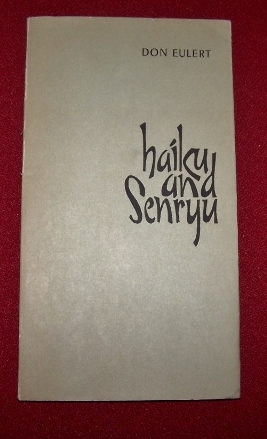 DON EULERT
haiku
and
Senryu